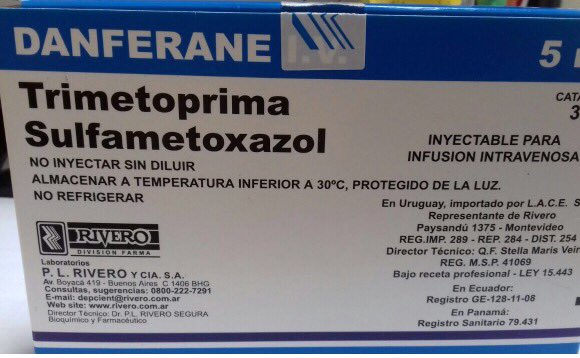 DANFERANE
I.V.
5
Trimetoprima
Sulfametoxazol
NO INYECTAR SIN DILUIR
ALMACENAR A TEMPERATURA INFERIOR A 30ºC, PROTEGIDO DE LA LUZ.
NO REFRIGERAR
RIVERO
DIVISION FARMA
Laboratorios
P. L. RIVERO Y CIA. S.A.
Av. Boyacá 419 - Buenos Aires C 1406 BHG
Consultas, sugerencias: 0800-222-7291
E-mail: depcient@rivero.com.ar
Web site: www.rivero.com.ar
Director Técnico: Dr. P.L. RIVERO SEGURA
Bioquímico y Farmacéutico
CATA
3
INYECTABLE PARA
INFUSION INTRAVENOSA
En Uruguay, importado por L.A.C.E. S
Representante de Rivero
Paysandú 1375 - Montevideo
REG.IMP. 289 - REP. 284 - DIST. 254
Director Técnico: Q.F. Stella Maris Veir
REG. M.S.P. 41069
Bajo receta profesional - LEY 15.443
En Ecuador:
Registro GE-128-11-08
En Panamá:
Registro Sanitario 79.431